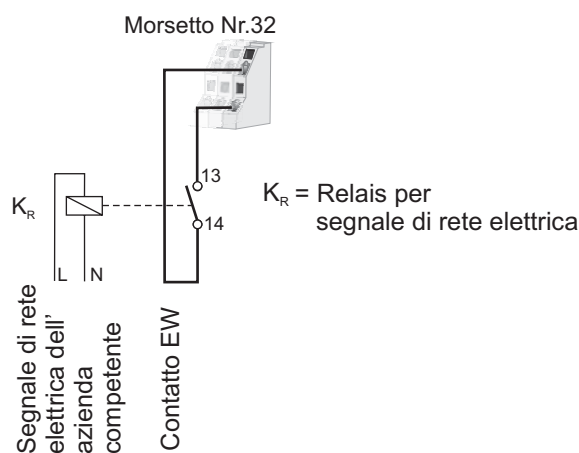 Morsetto Nr.32
13
14
K_R
K_R = Relais per
segnale di rete elettrica
L
N
Segnale di rete
elettrica dell'
azienda
competente
Contatto EW